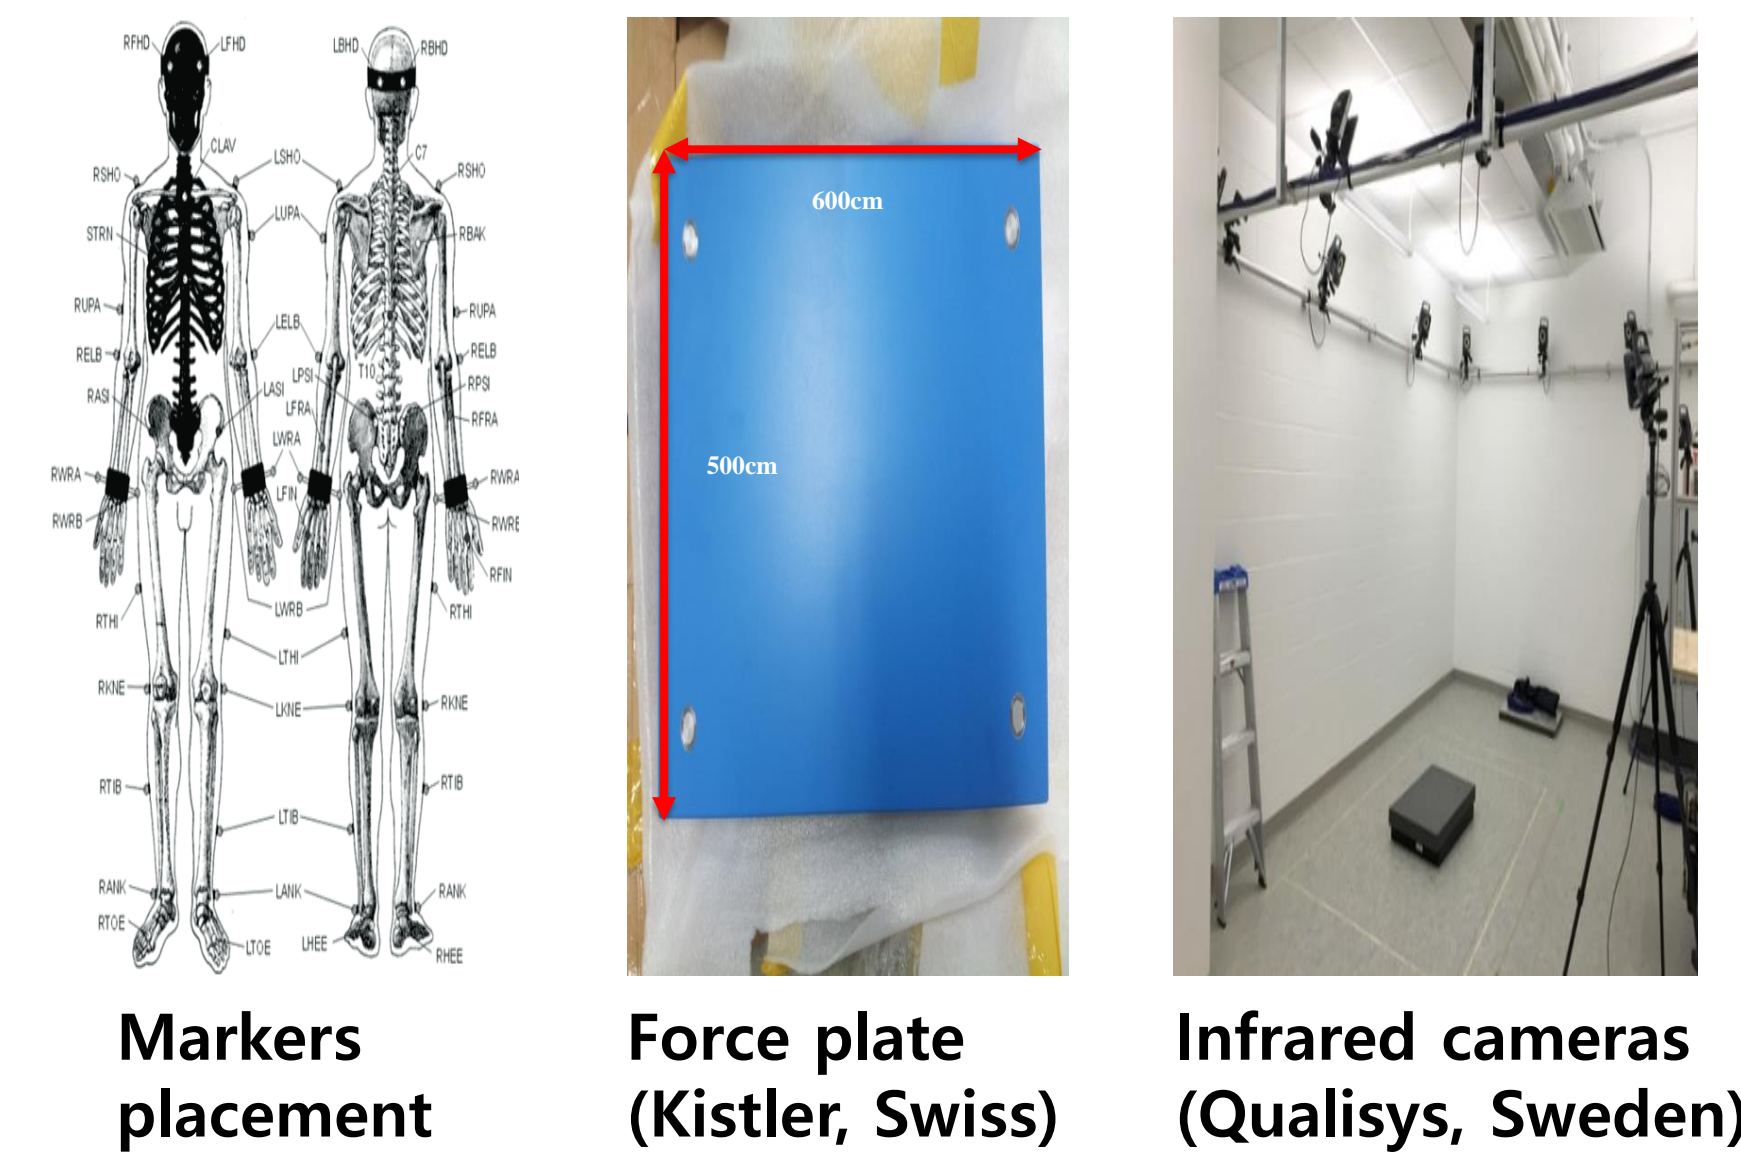 RFHD
LFHD
LBHD
RBHD
CLAV
C7
LSHO
RSHO
RSHO
LUPA
STRN
RBAK
RUPA
RUPA
LELB
RELB
RELB
T10
LPSI
RPSI
LASI
RASI
LFRA
RFRA
LWRA
RWRA
RWRA
LFIN
RWRB
RWRB
RFIN
LWRB
RTHI
RTHI
LTHI
RKNE
LKNE
RKNE
RTIB
RTIB
LTIB
RANK
LANK
RANK
RTOE
LTOE
LHEE
RHEE
600cm
500cm
Markers
placement
Force plate
(Kistler, Swiss)
Infrared cameras
(Qualisys, Sweden)